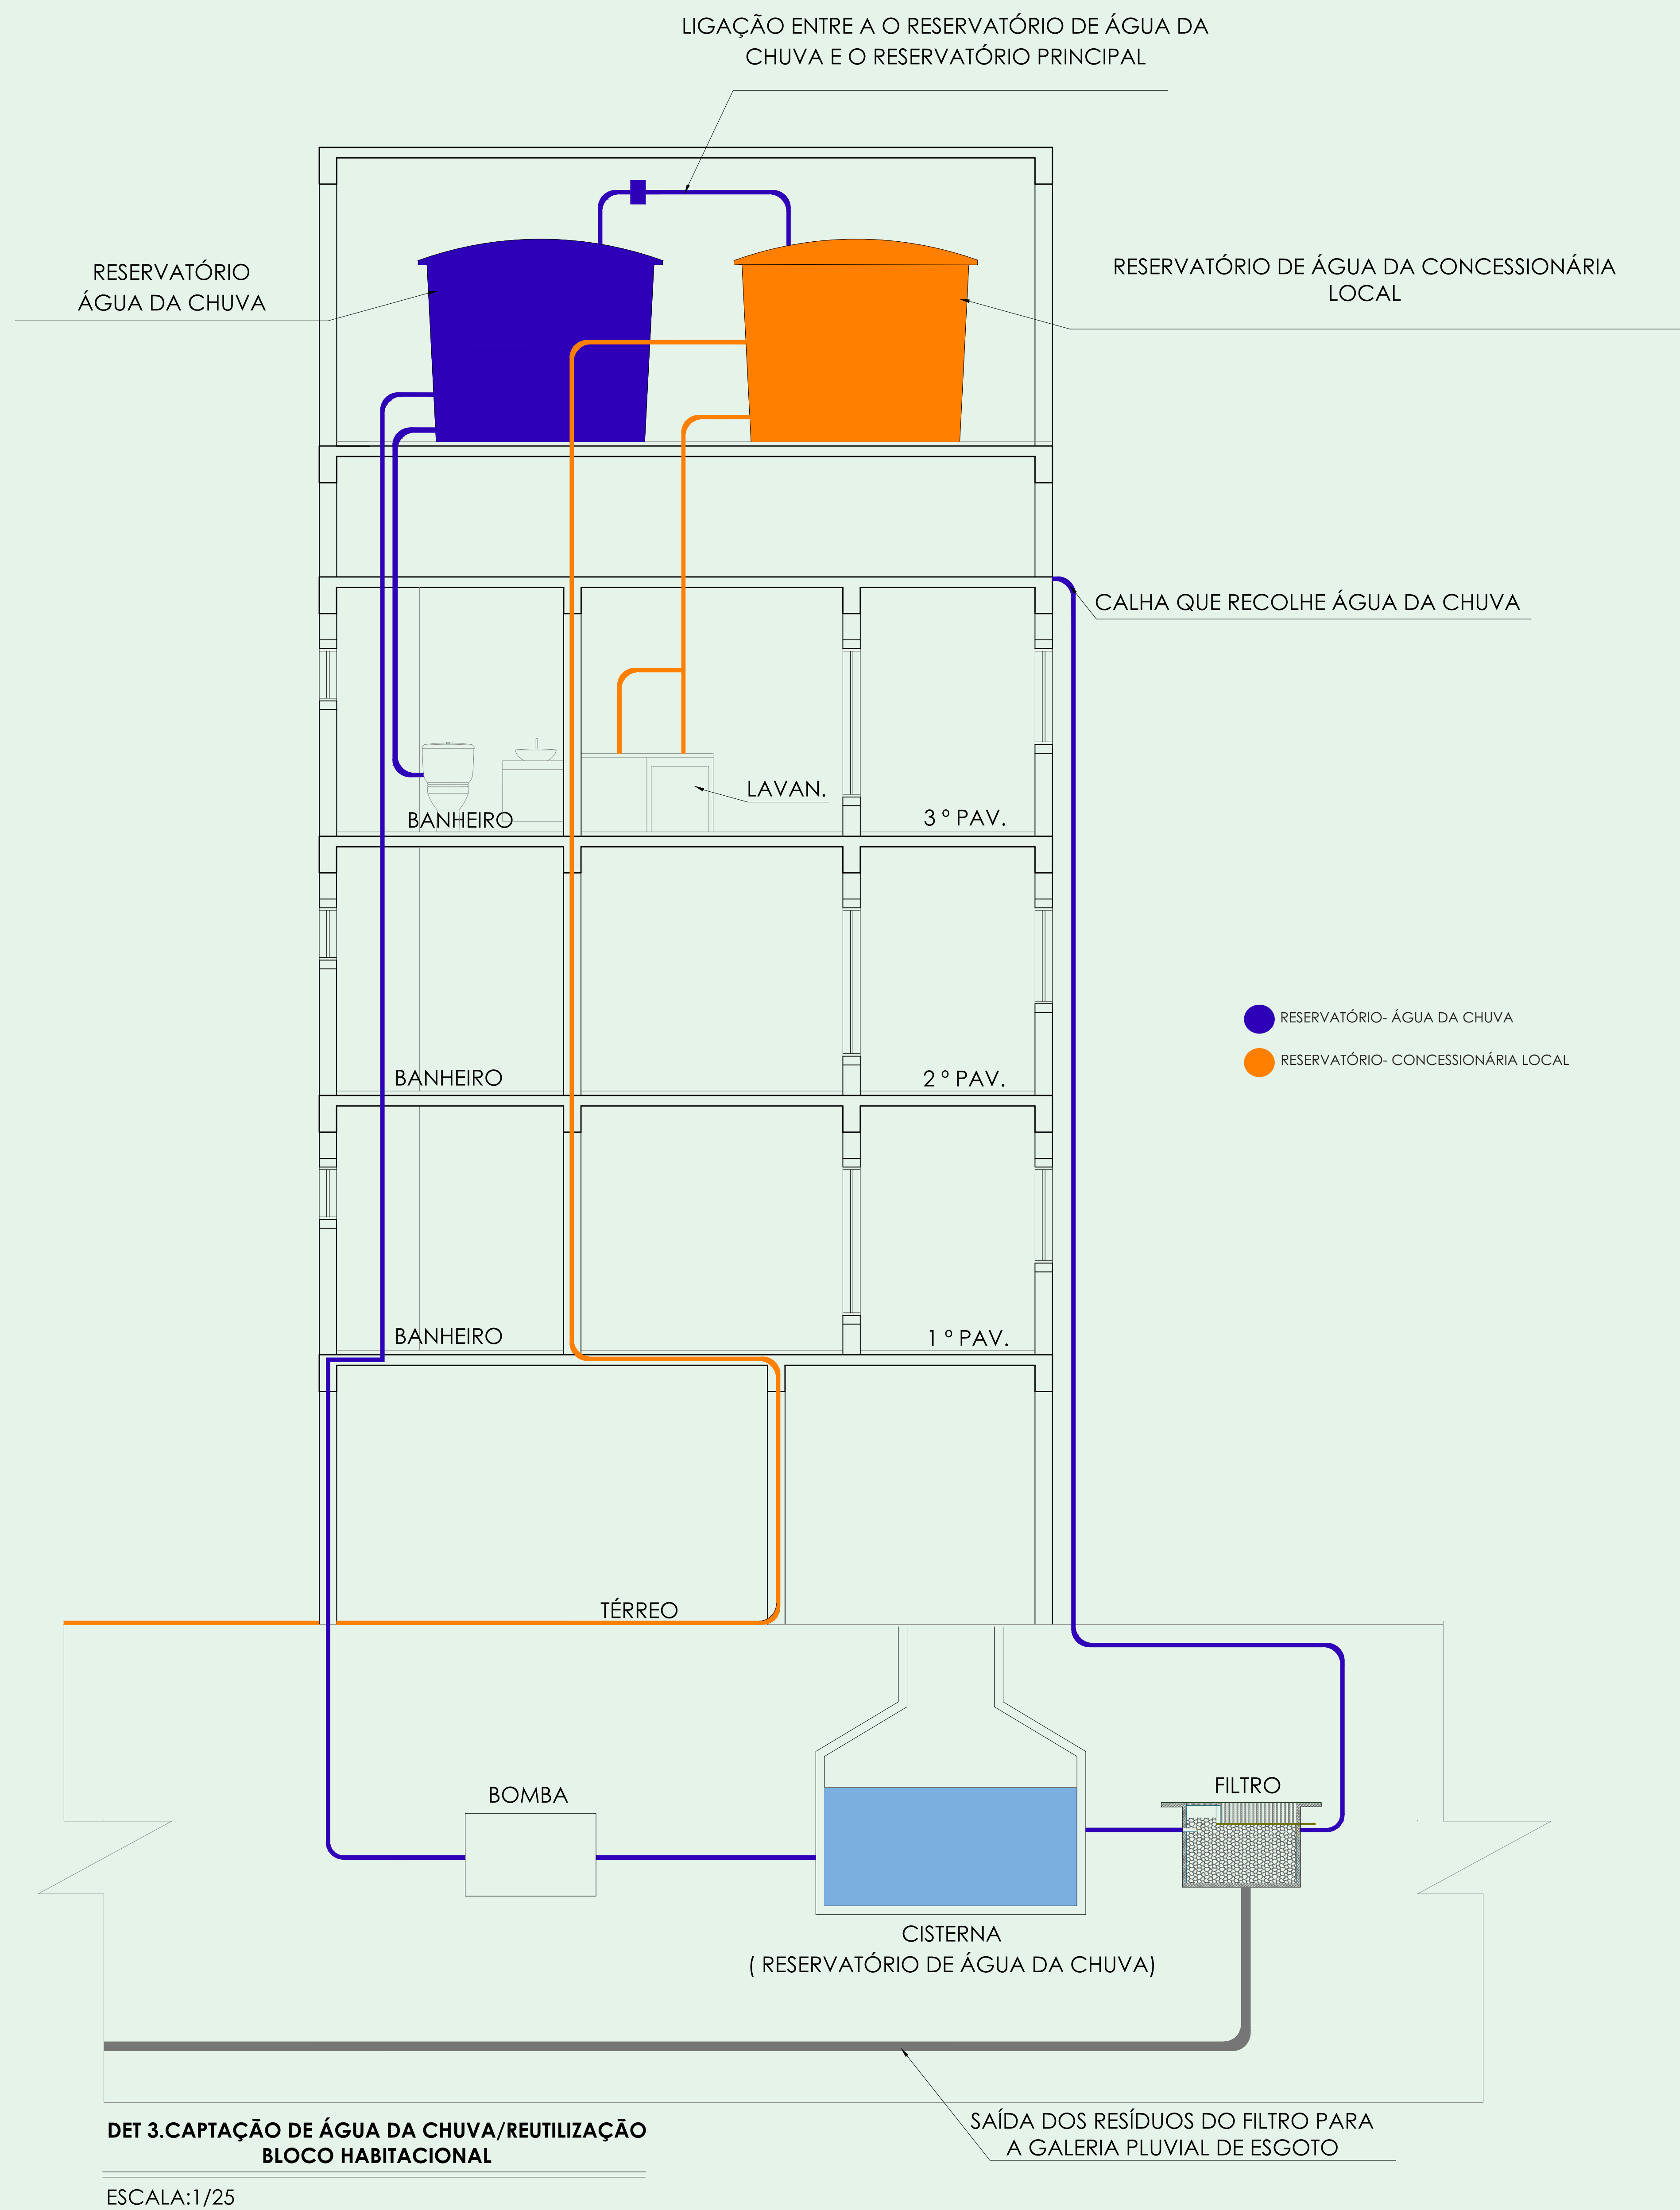 LIGAÇÃO ENTRE A O RESERVATÓRIO DE ÁGUA DA
CHUVA E O RESERVATÓRIO PRINCIPAL
RESERVATÓRIO
ÁGUA DA CHUVA
RESERVATÓRIO DE ÁGUA DA CONCESSIONÁRIA
LOCAL
CALHA QUE RECOLHE ÁGUA DA CHUVA
LAVAN.
BANHEIRO
3 º PAV.
RESERVATÓRIO- ÁGUA DA CHUVA
RESERVATÓRIO- CONCESSIONÁRIA LOCAL
BANHEIRO
2 º PAV.
BANHEIRO
1 º PAV.
TÉRREO
BOMBA
FILTRO
CISTERNA
( RESERVATÓRIO DE ÁGUA DA CHUVA)
SAÍDA DOS RESÍDUOS DO FILTRO PARA
A GALERIA PLUVIAL DE ESGOTO
DET 3.CAPTAÇÃO DE ÁGUA DA CHUVA/REUTILIZAÇÃO
BLOCO HABITACIONAL
ESCALA:1/25